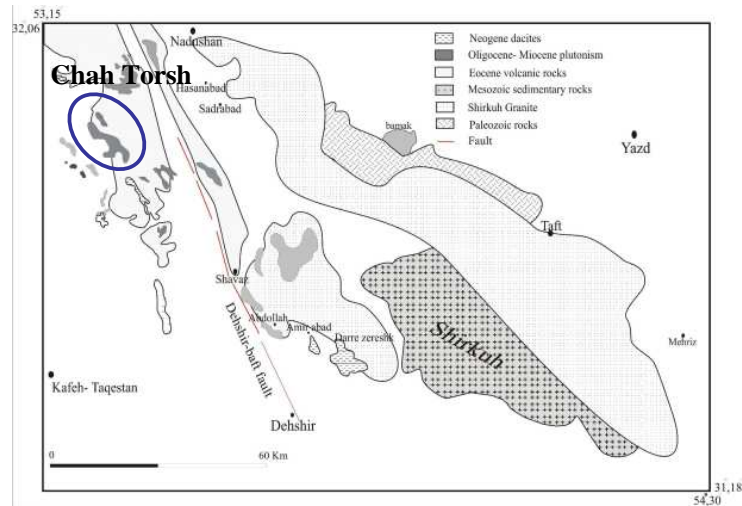 53,15
32,06
Nadushan
Chah Torsh
Hasanabad
Sadrabad
Neogene dacites
Oligocene- Miocene plutonism
Eocene volcanic rocks
Mesozoic sedimentary rocks
Shirkuh Granite
Paleozoic rocks
Fault
bamak
Yazd
Taft
Shavaz
Abdollah
Amir abad
Darre zereshk
Shirkuh
Mehriz
Dehshir-baft fault
Kafeh- Taqestan
Dehshir
0
60 Km
31,18
54,30